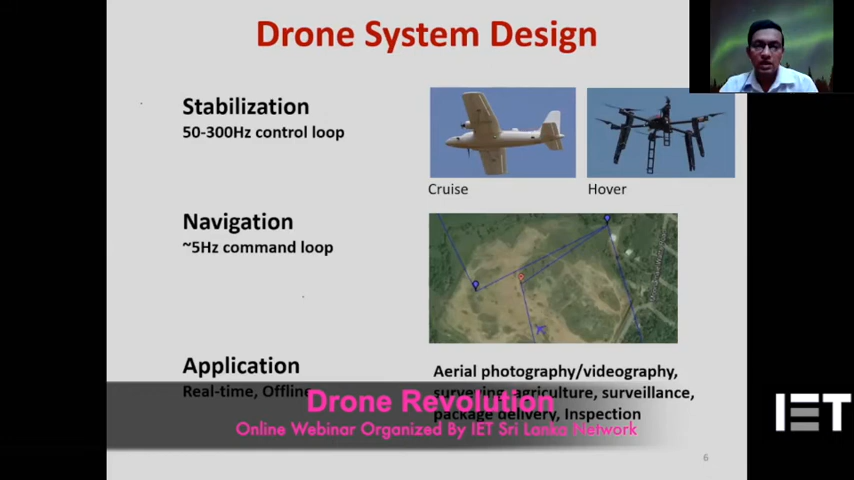 Drone System Design
Stabilization
50-300Hz control loop
Cruise
Hover
Navigation
~5Hz command loop
Application
Real-time, Offline
Aerial photography/videography,
surveying, agriculture, surveillance,
package delivery, Inspection
Drone Revolution
Online Webinar Organized By IET Sri Lanka Network
IET
6